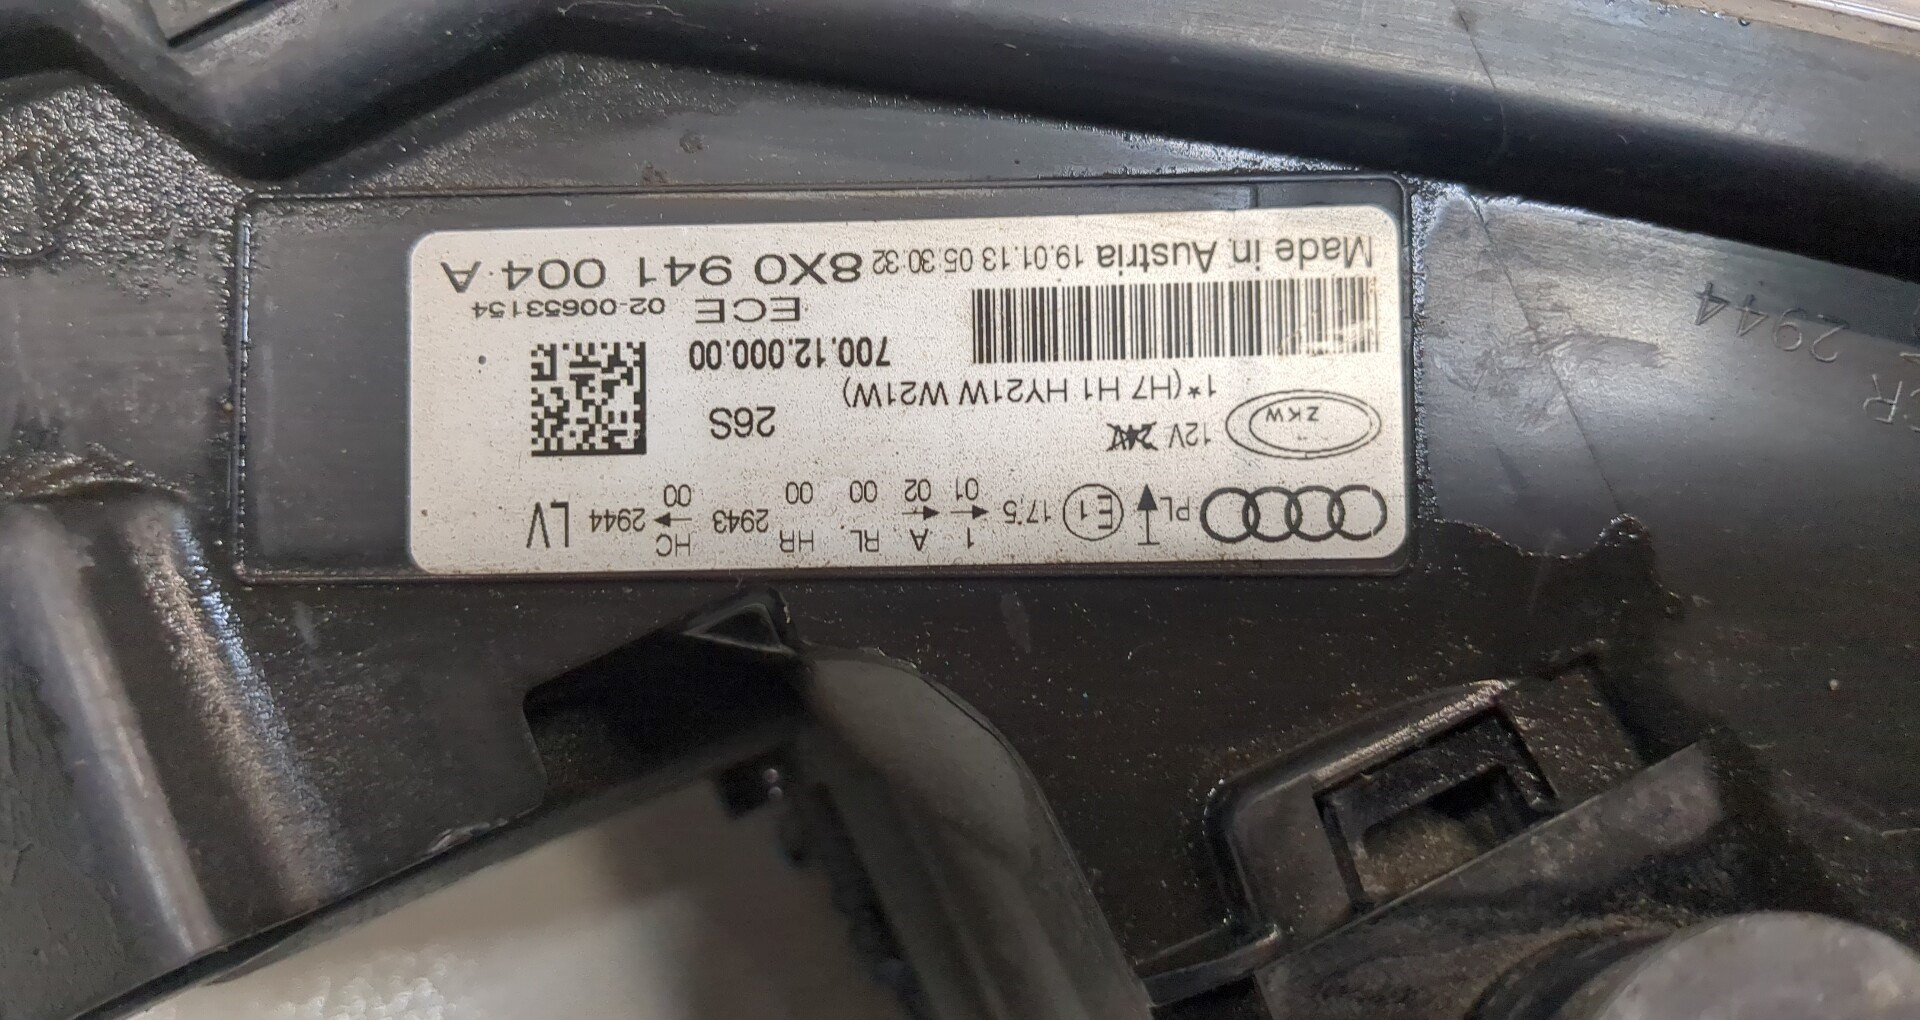 1 A RL HR HC LV
PL E1 17,5 2943 2944
01 02 00 00 00
12V 24V 26S
ZKW
1*(H7 H1 HY21W W21W)
700.12.000.00
ECE 02-00653154
Made in Austria 19.01.13 05:30:32 8X0 941 004 A
2944